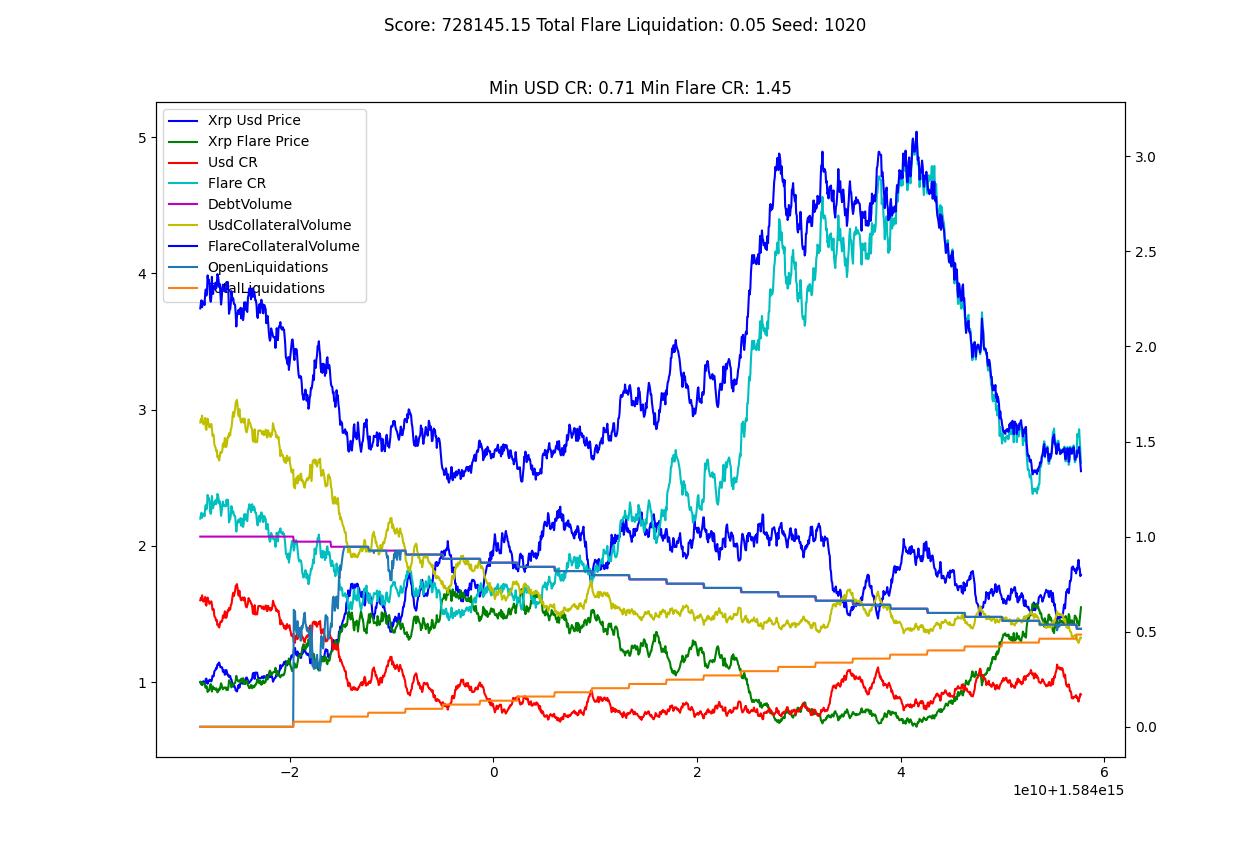 Score: 728145.15 Total Flare Liquidation: 0.05 Seed: 1020
Min USD CR: 0.71 Min Flare CR: 1.45
Xrp Usd Price
Xrp Flare Price
Usd CR
Flare CR
DebtVolume
UsdCollateralVolume
FlareCollateralVolume
OpenLiquidations
TotalLiquidations
5
4
3
2
1
3.0
2.5
2.0
1.5
1.0
0.5
0.0
−2
0
2
4
6
1e10+1.584e15